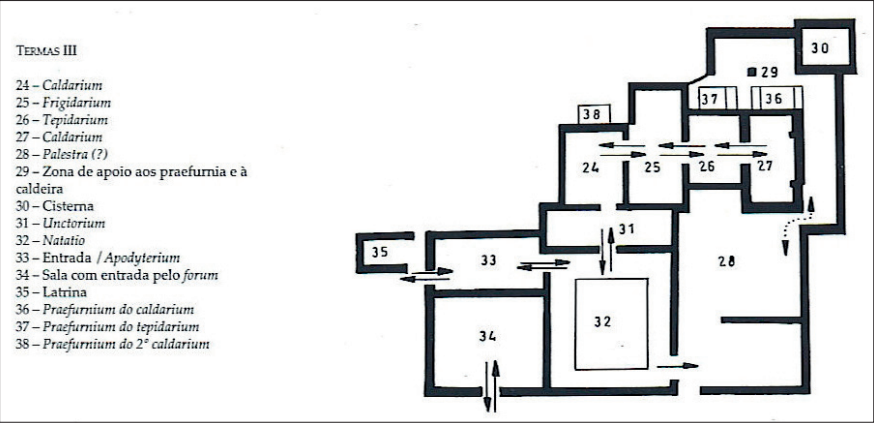 TERMAS III
24 – Caldarium
25 – Frigidarium
26 – Tepidarium
27 – Caldarium
28 – Palestra (?)
29 – Zona de apoio aos praefurnia e à
caldeira
30 – Cisterna
31 – Unctorium
32 – Natatio
33 – Entrada / Apodyterium
34 – Sala com entrada pelo forum
35 – Latrina
36 – Praefurnium do caldarium
37 – Praefurnium do tepidarium
38 – Praefurnium do 2º caldarium
30
29
37
36
38
24
25
26
27
31
35
33
28
32
34